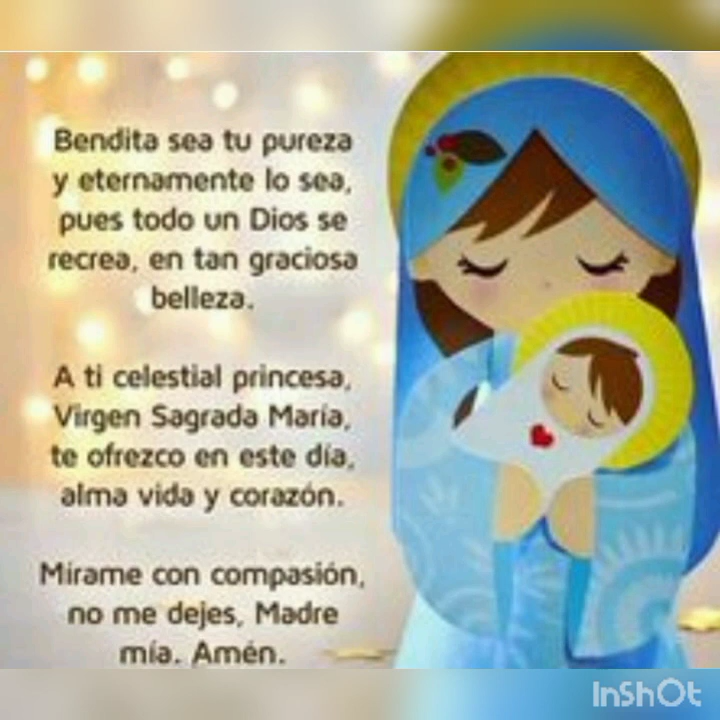 Bendita sea tu pureza
y eternamente lo sea,
pues todo un Dios se
recrea, en tan graciosa
belleza.
A ti celestial princesa,
Virgen Sagrada María,
te ofrezco en este día,
alma vida y corazón.
Mirame con compasión,
no me dejes, Madre
mía. Amén.
InShOt